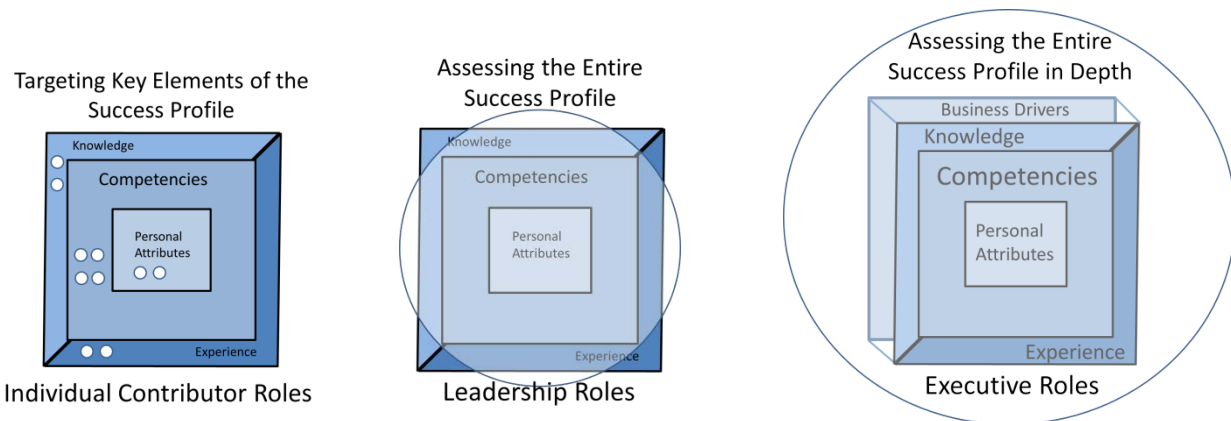 Targeting Key Elements of the
Success Profile
Knowledge
Competencies
Personal
Attributes
Experience
Individual Contributor Roles
Assessing the Entire
Success Profile
Knowledge
Competencies
Personal
Attributes
Experience
Leadership Roles
Assessing the Entire
Success Profile in Depth
Business Drivers
Knowledge
Competencies
Personal
Attributes
Experience
Executive Roles